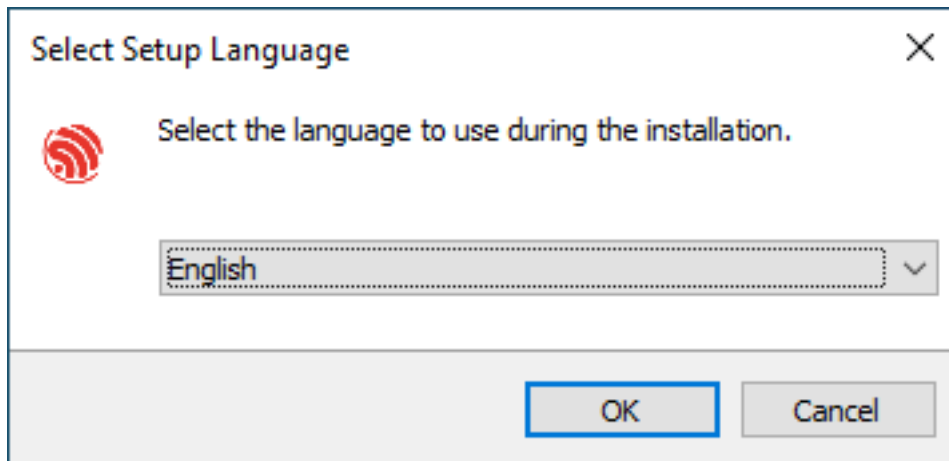 Select Setup Language
Select the language to use during the installation.
English
OK
Cancel